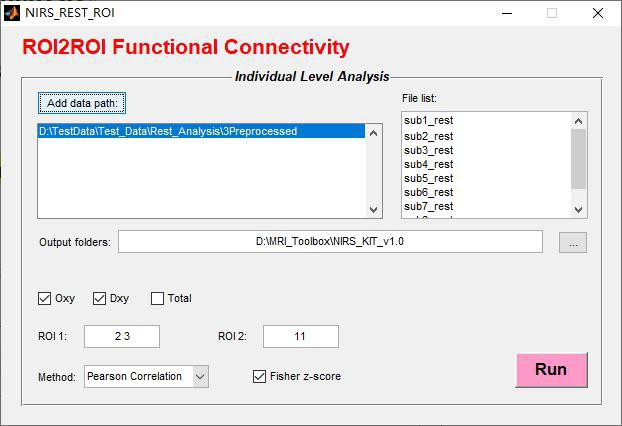 NIRS_REST_ROI
ROI2ROI Functional Connectivity
Individual Level Analysis
Add data path:
File list:
D:\TestData\Test_Data\Rest_Analysis\3Preprocessed
sub1_rest
sub2_rest
sub3_rest
sub4_rest
sub5_rest
sub6_rest
sub7_rest
Output folders:
D:\MRI_Toolbox\NIRS_KIT_v1.0
...
Oxy Dxy Total
ROI 1: 2 3 ROI 2: 11
Method: Pearson Correlation Fisher z-score
Run